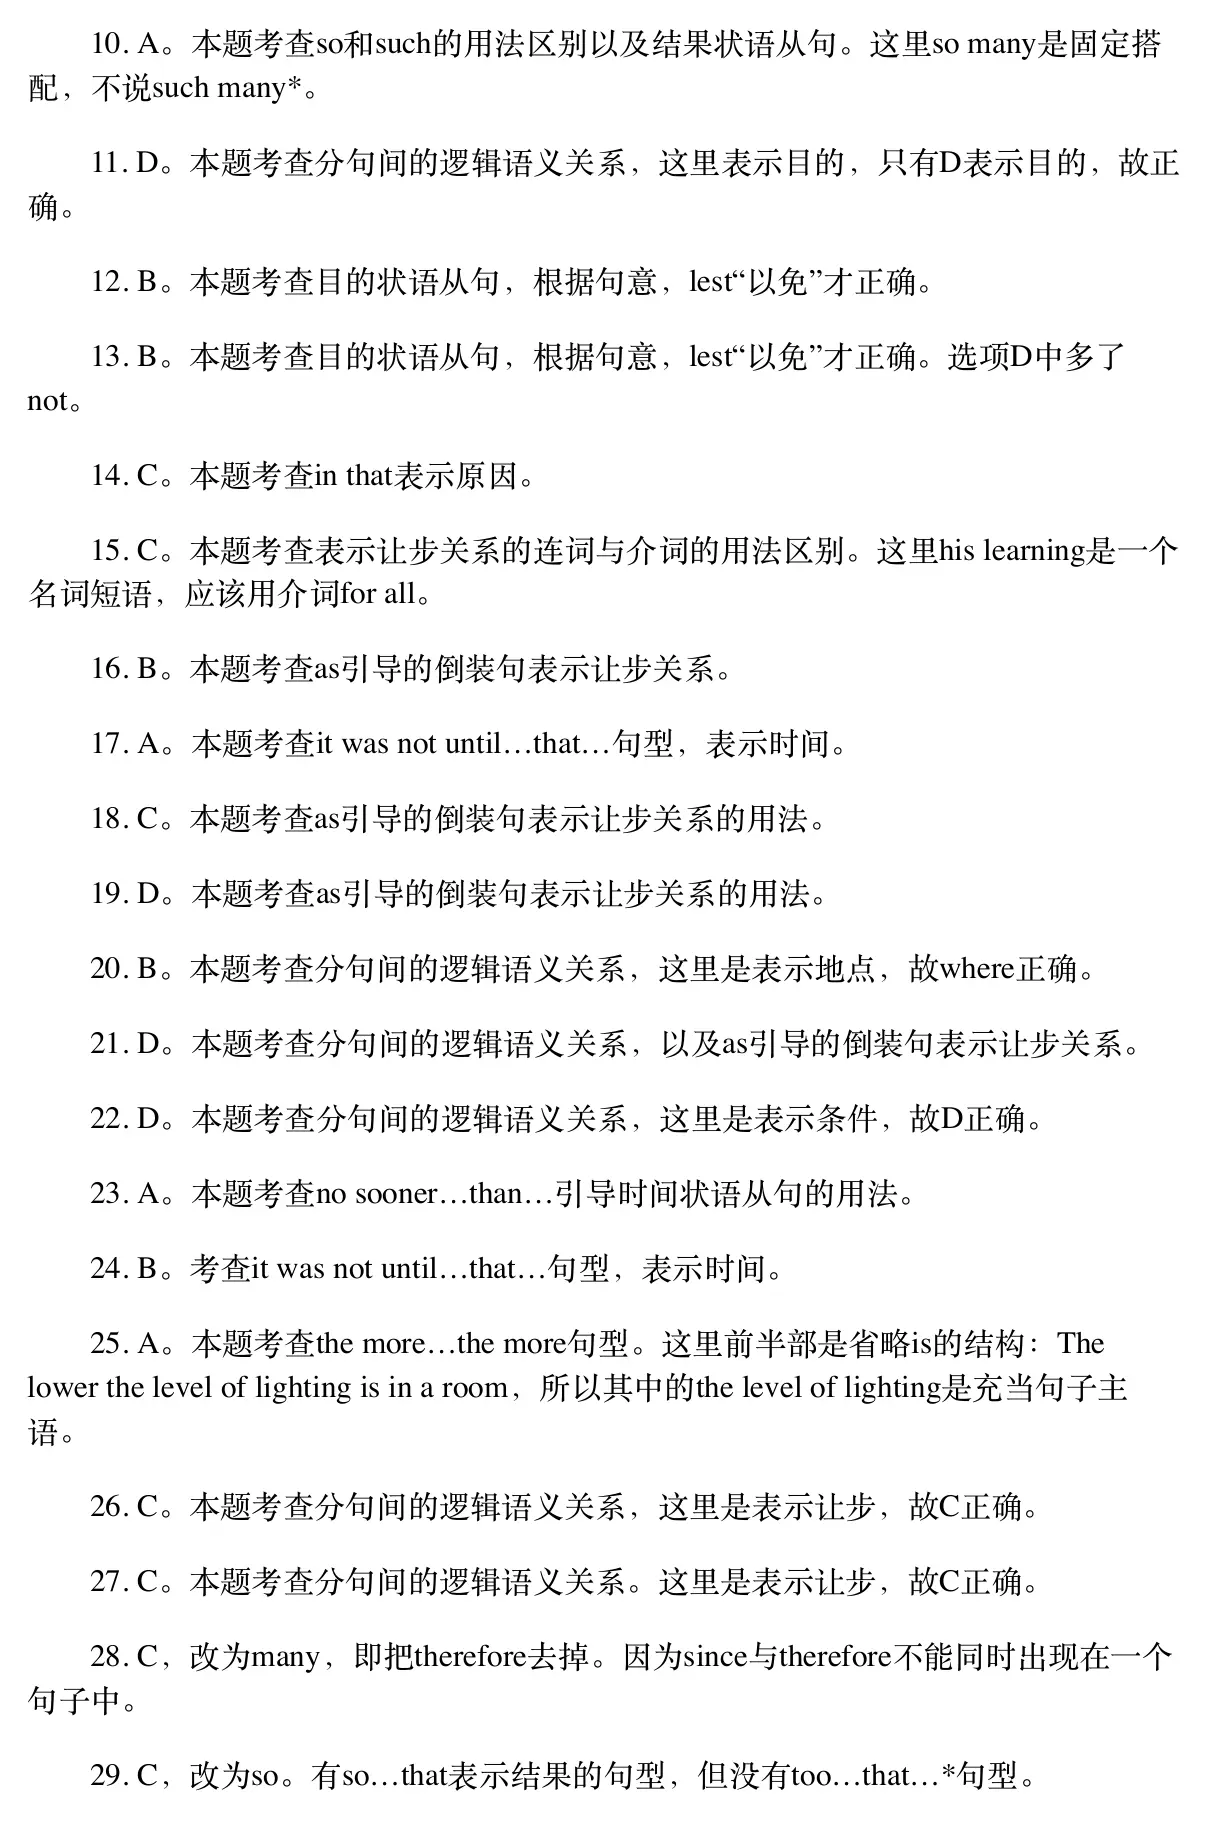 10. A。本题考查so和such的用法区别以及结果状语从句。这里so many是固定搭
配，不说such many*。
11. D。本题考查分句间的逻辑语义关系，这里表示目的，只有D表示目的，故正
确。
12. B。本题考查目的状语从句，根据句意，lest“以免”才正确。
13. B。本题考查目的状语从句，根据句意，lest“以免”才正确。选项D中多了
not。
14. C。本题考查in that表示原因。
15. C。本题考查表示让步关系的连词与介词的用法区别。这里his learning是一个
名词短语，应该用介词for all。
16. B。本题考查as引导的倒装句表示让步关系。
17. A。本题考查it was not until…that…句型，表示时间。
18. C。本题考查as引导的倒装句表示让步关系的用法。
19. D。本题考查as引导的倒装句表示让步关系的用法。
20. B。本题考查分句间的逻辑语义关系，这里是表示地点，故where正确。
21. D。本题考查分句间的逻辑语义关系，以及as引导的倒装句表示让步关系。
22. D。本题考查分句间的逻辑语义关系，这里是表示条件，故D正确。
23. A。本题考查no sooner…than…引导时间状语从句的用法。
24. B。考查it was not until…that…句型，表示时间。
25. A。本题考查the more…the more句型。这里前半部是省略is的结构：The
lower the level of lighting is in a room，所以其中的the level of lighting是充当句子主
语。
26. C。本题考查分句间的逻辑语义关系，这里是表示让步，故C正确。
27. C。本题考查分句间的逻辑语义关系。这里是表示让步，故C正确。
28. C，改为many，即把therefore去掉。因为since与therefore不能同时出现在一个
句子中。
29. C，改为so。有so…that表示结果的句型，但没有too…that…*句型。